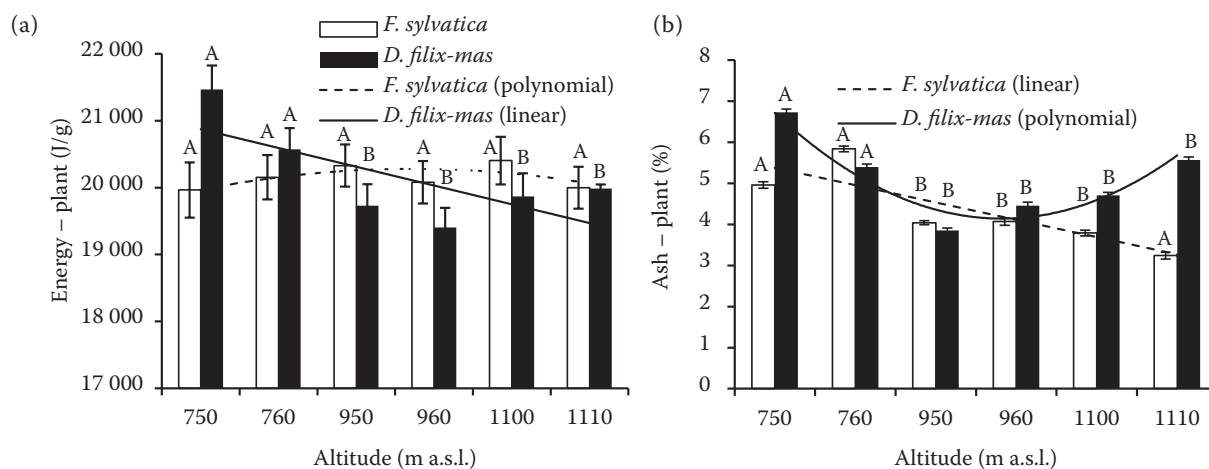 (a)
F. sylvatica
D. filix-mas
F. sylvatica (polynomial)
D. filix-mas (linear)
Energy – plant (J/g)
22 000
21 000
20 000
19 000
18 000
17 000
A A A A A B A B A B A B
750 760 950 960 1100 1110
Altitude (m a.s.l.)
(b)
F. sylvatica (linear)
D. filix-mas (polynomial)
Ash – plant (%)
8
7
6
5
4
3
2
1
0
A A A A B B B B B B A B
750 760 950 960 1100 1110
Altitude (m a.s.l.)